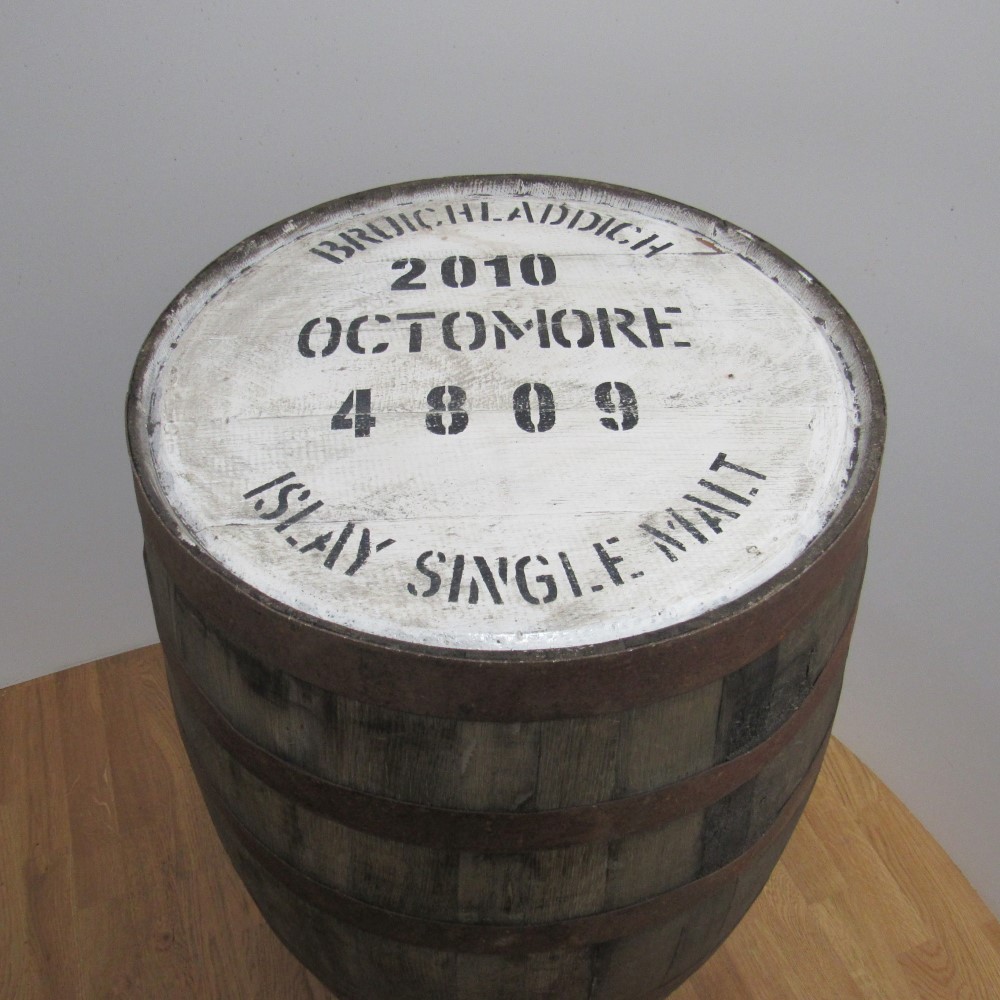 BRUICHLADDICH
2010
OCTOMORE
4809
ISLAY SINGLE MALT